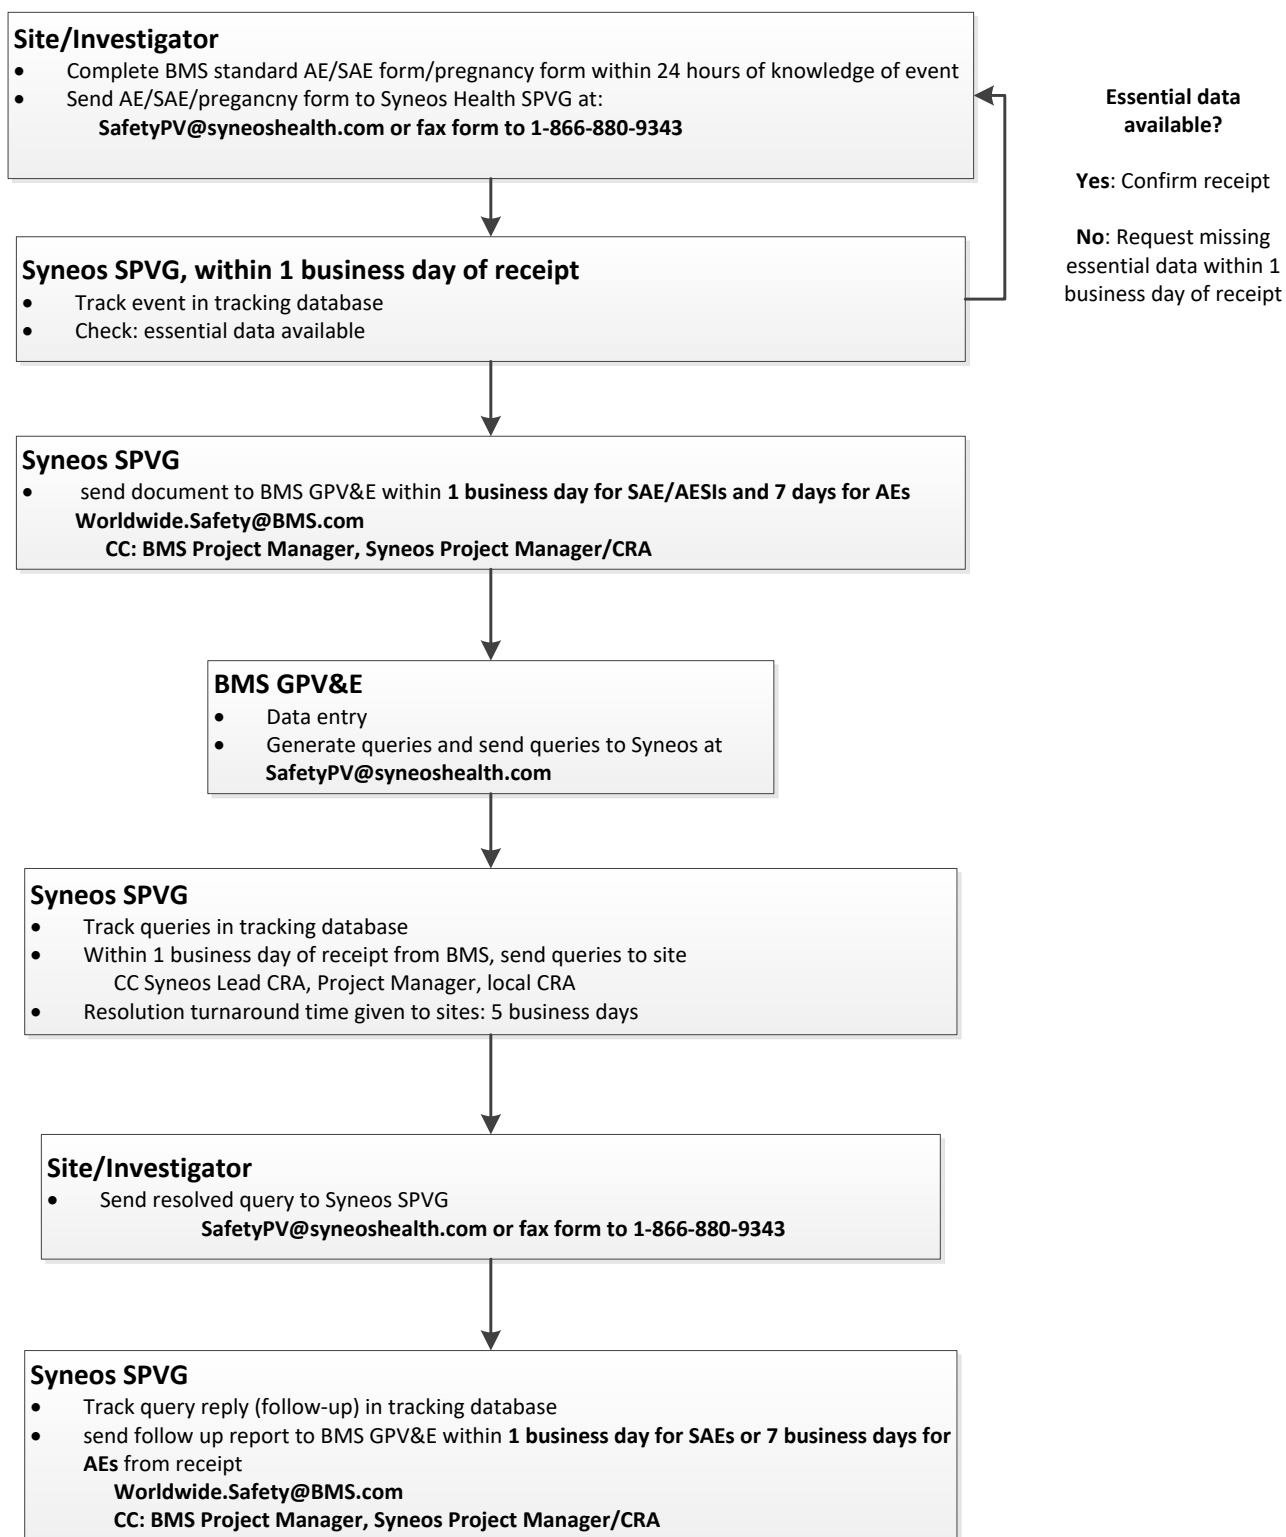 Site/Investigator
• Complete BMS standard AE/SAE form/pregnancy form within 24 hours of knowledge of event
• Send AE/SAE/pregancny form to Syneos Health SPVG at:
SafetyPV@syneoshealth.com or fax form to 1-866-880-9343
Essential data
available?
Yes: Confirm receipt
No: Request missing
essential data within 1
business day of receipt
Syneos SPVG, within 1 business day of receipt
• Track event in tracking database
• Check: essential data available
Syneos SPVG
• send document to BMS GPV&E within 1 business day for SAE/AESIs and 7 days for AEs
Worldwide.Safety@BMS.com
CC: BMS Project Manager, Syneos Project Manager/CRA
BMS GPV&E
• Data entry
• Generate queries and send queries to Syneos at
SafetyPV@syneoshealth.com
Syneos SPVG
• Track queries in tracking database
• Within 1 business day of receipt from BMS, send queries to site
CC Syneos Lead CRA, Project Manager, local CRA
• Resolution turnaround time given to sites: 5 business days
Site/Investigator
• Send resolved query to Syneos SPVG
SafetyPV@syneoshealth.com or fax form to 1-866-880-9343
Syneos SPVG
• Track query reply (follow-up) in tracking database
• send follow up report to BMS GPV&E within 1 business day for SAEs or 7 business days for
AEs from receipt
Worldwide.Safety@BMS.com
CC: BMS Project Manager, Syneos Project Manager/CRA